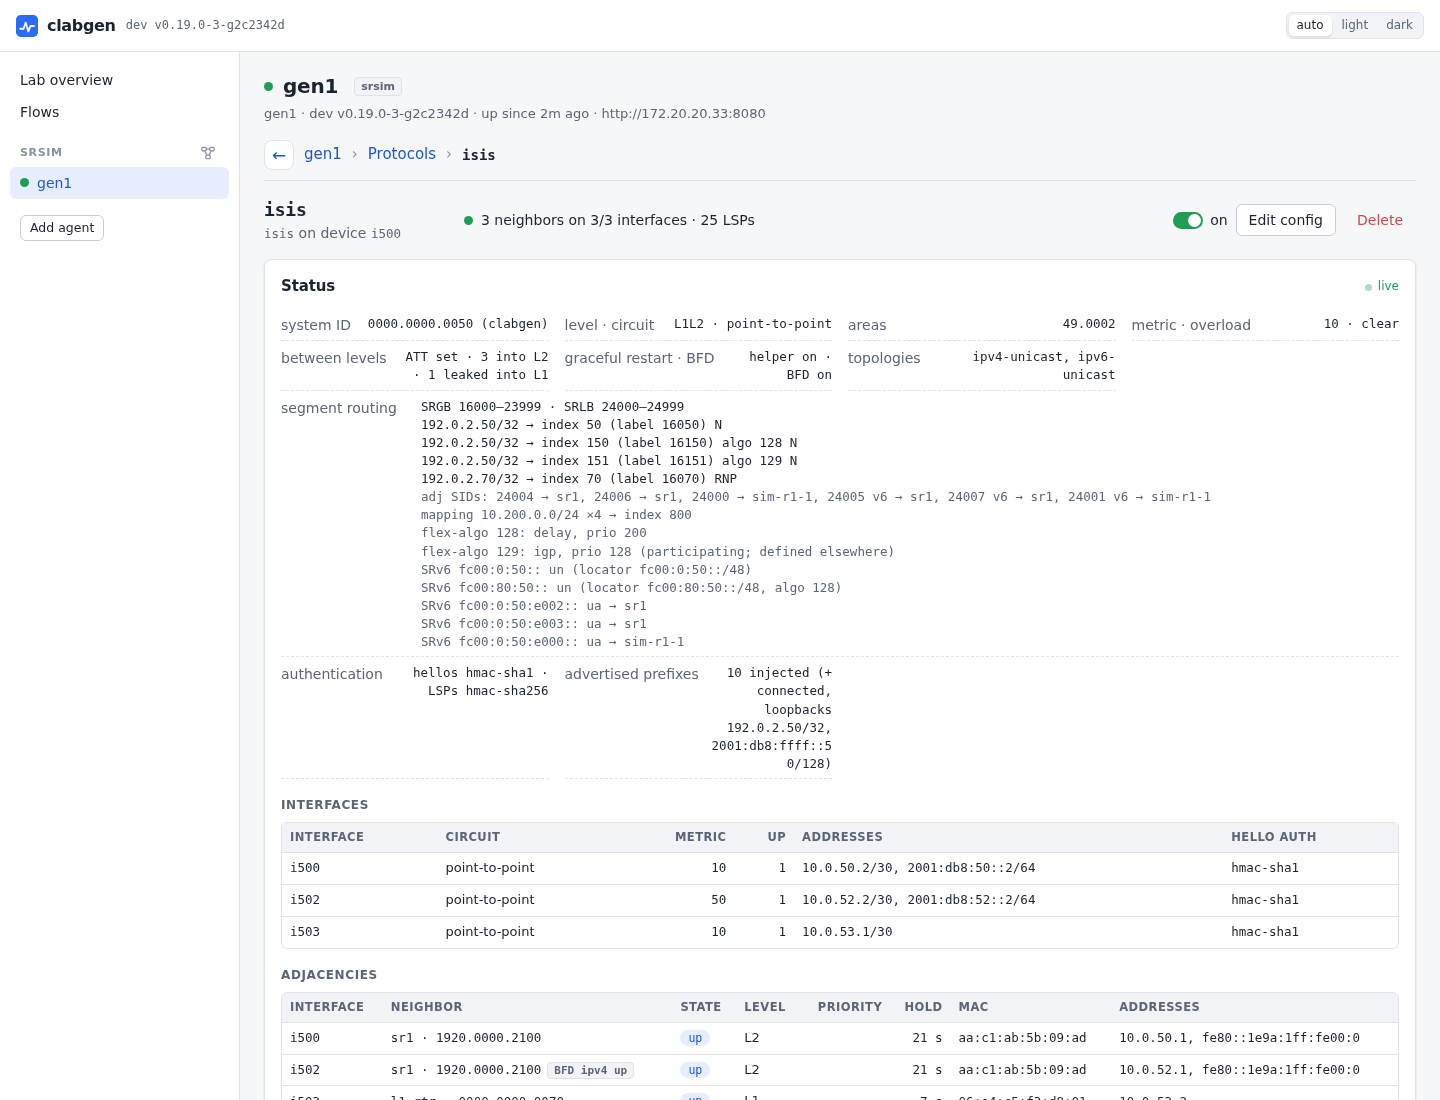 clabgen dev v0.19.0-3-g2c2342d auto light dark
Lab overview
Flows
SRSIM
gen1
Add agent
gen1 srsim
gen1 · dev v0.19.0-3-g2c2342d · up since 2m ago · http://172.20.20.33:8080
← gen1 › Protocols › isis
isis
isis on device i500
3 neighbors on 3/3 interfaces · 25 LSPs
on Edit config Delete
Status live
system ID 0000.0000.0050 (clabgen) level · circuit L1L2 · point-to-point areas 49.0002 metric · overload 10 · clear
between levels ATT set · 3 into L2
· 1 leaked into L1
graceful restart · BFD helper on ·
BFD on
topologies ipv4-unicast, ipv6-
unicast
segment routing SRGB 16000–23999 · SRLB 24000–24999
192.0.2.50/32 → index 50 (label 16050) N
192.0.2.50/32 → index 150 (label 16150) algo 128 N
192.0.2.50/32 → index 151 (label 16151) algo 129 N
192.0.2.70/32 → index 70 (label 16070) RNP
adj SIDs: 24004 → sr1, 24006 → sr1, 24000 → sim-r1-1, 24005 v6 → sr1, 24007 v6 → sr1, 24001 v6 → sim-r1-1
mapping 10.200.0.0/24 ×4 → index 800
flex-algo 128: delay, prio 200
flex-algo 129: igp, prio 128 (participating; defined elsewhere)
SRv6 fc00:0:50:: un (locator fc00:0:50::/48)
SRv6 fc00:80:50:: un (locator fc00:80:50::/48, algo 128)
SRv6 fc00:0:50:e002:: ua → sr1
SRv6 fc00:0:50:e003:: ua → sr1
SRv6 fc00:0:50:e000:: ua → sim-r1-1
authentication hellos hmac-sha1 ·
LSPs hmac-sha256
advertised prefixes 10 injected (+
connected,
loopbacks
192.0.2.50/32,
2001:db8:ffff::5
0/128)
INTERFACES
INTERFACE CIRCUIT METRIC UP ADDRESSES HELLO AUTH
i500 point-to-point 10 1 10.0.50.2/30, 2001:db8:50::2/64 hmac-sha1
i502 point-to-point 50 1 10.0.52.2/30, 2001:db8:52::2/64 hmac-sha1
i503 point-to-point 10 1 10.0.53.1/30 hmac-sha1
ADJACENCIES
INTERFACE NEIGHBOR STATE LEVEL PRIORITY HOLD MAC ADDRESSES
i500 sr1 · 1920.0000.2100 up L2 21 s aa:c1:ab:5b:09:ad 10.0.50.1, fe80::1e9a:1ff:fe00:0
i502 sr1 · 1920.0000.2100 BFD ipv4 up up L2 21 s aa:c1:ab:5b:09:ad 10.0.52.1, fe80::1e9a:1ff:fe00:0